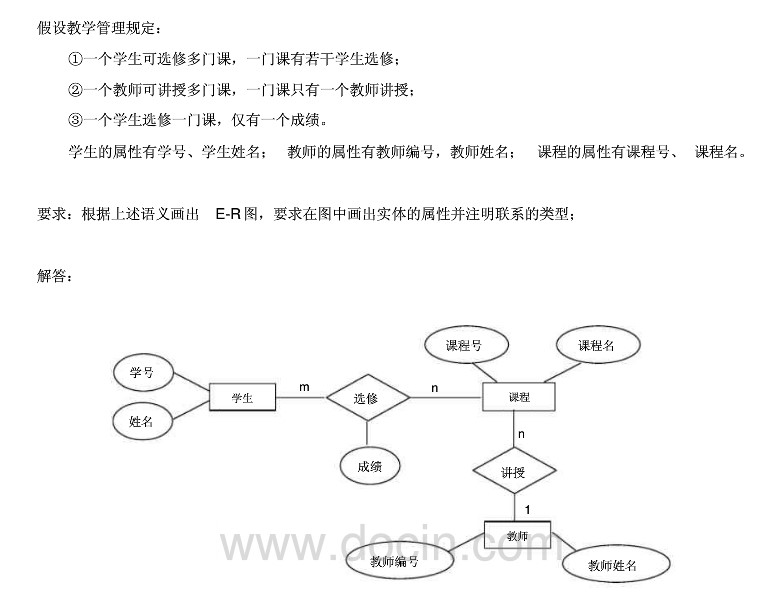 假设教学管理规定：
①一个学生可选修多门课，一门课有若干学生选修；
②一个教师可讲授多门课，一门课只有一个教师讲授；
③一个学生选修一门课，仅有一个成绩。
学生的属性有学号、学生姓名； 教师的属性有教师编号，教师姓名； 课程的属性有课程号、 课程名。
要求：根据上述语义画出 E-R 图，要求在图中画出实体的属性并注明联系的类型；
解答：
课程号 课程名
学号
学生 m 选修 n 课程
姓名
n
成绩
讲授
1
教师
www.docin.com
教师编号 教师姓名